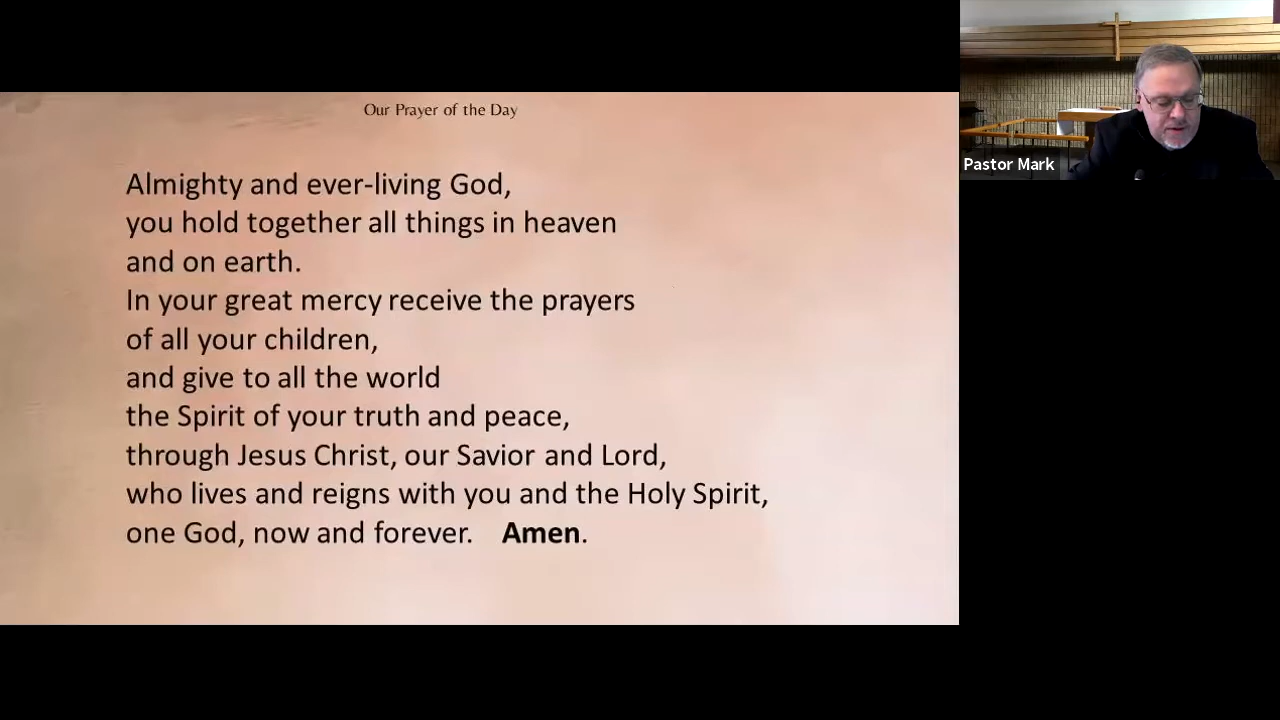 Our Prayer of the Day
Almighty and ever-living God,
you hold together all things in heaven
and on earth.
In your great mercy receive the prayers
of all your children,
and give to all the world
the Spirit of your truth and peace,
through Jesus Christ, our Savior and Lord,
who lives and reigns with you and the Holy Spirit,
one God, now and forever. Amen.
Pastor Mark